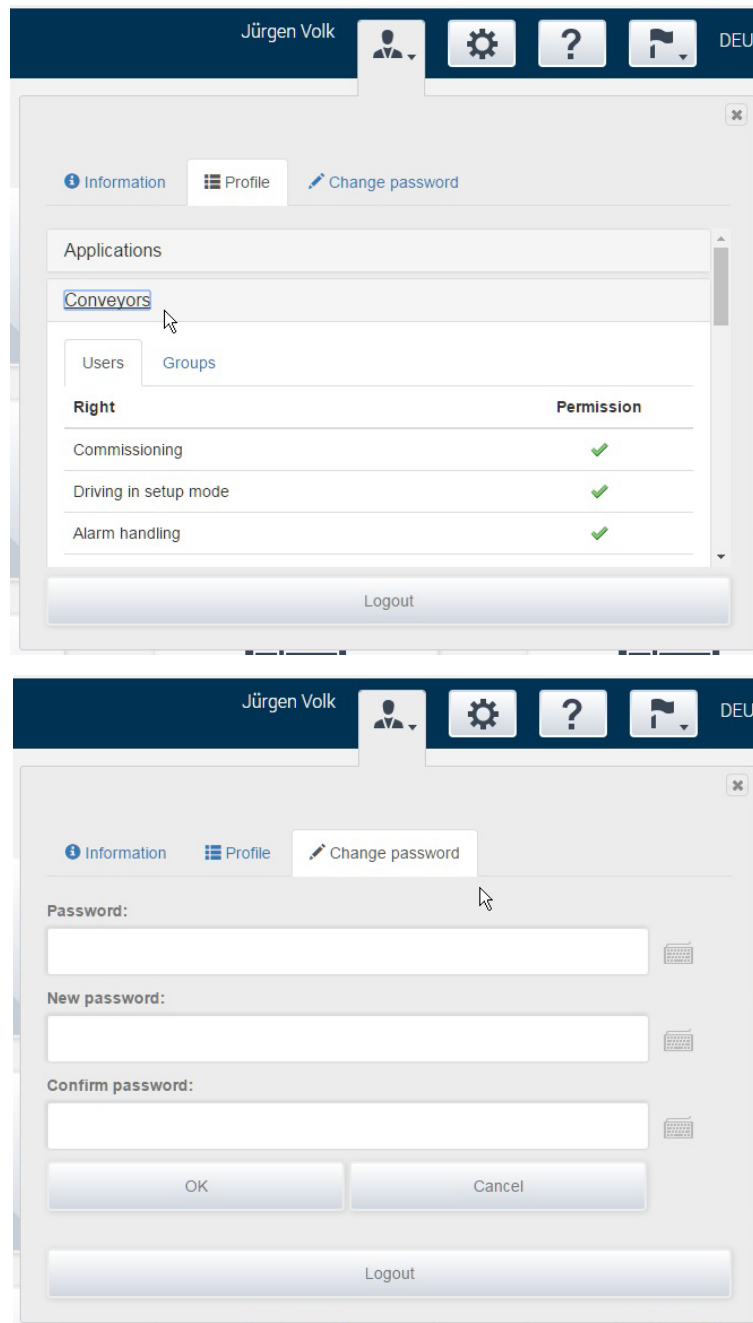 Jürgen Volk
DEU
Information Profile Change password
Applications
Conveyors
Users Groups
Right Permission
Commissioning
Driving in setup mode
Alarm handling
Logout
Jürgen Volk
DEU
Information Profile Change password
Password:
New password:
Confirm password:
OK Cancel
Logout